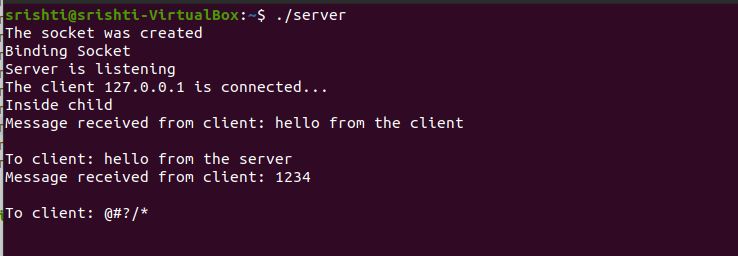 srishti@srishti-VirtualBox:~$ ./server
The socket was created
Binding Socket
Server is listening
The client 127.0.0.1 is connected...
Inside child
Message received from client: hello from the client
To client: hello from the server
Message received from client: 1234
To client: @#?/*